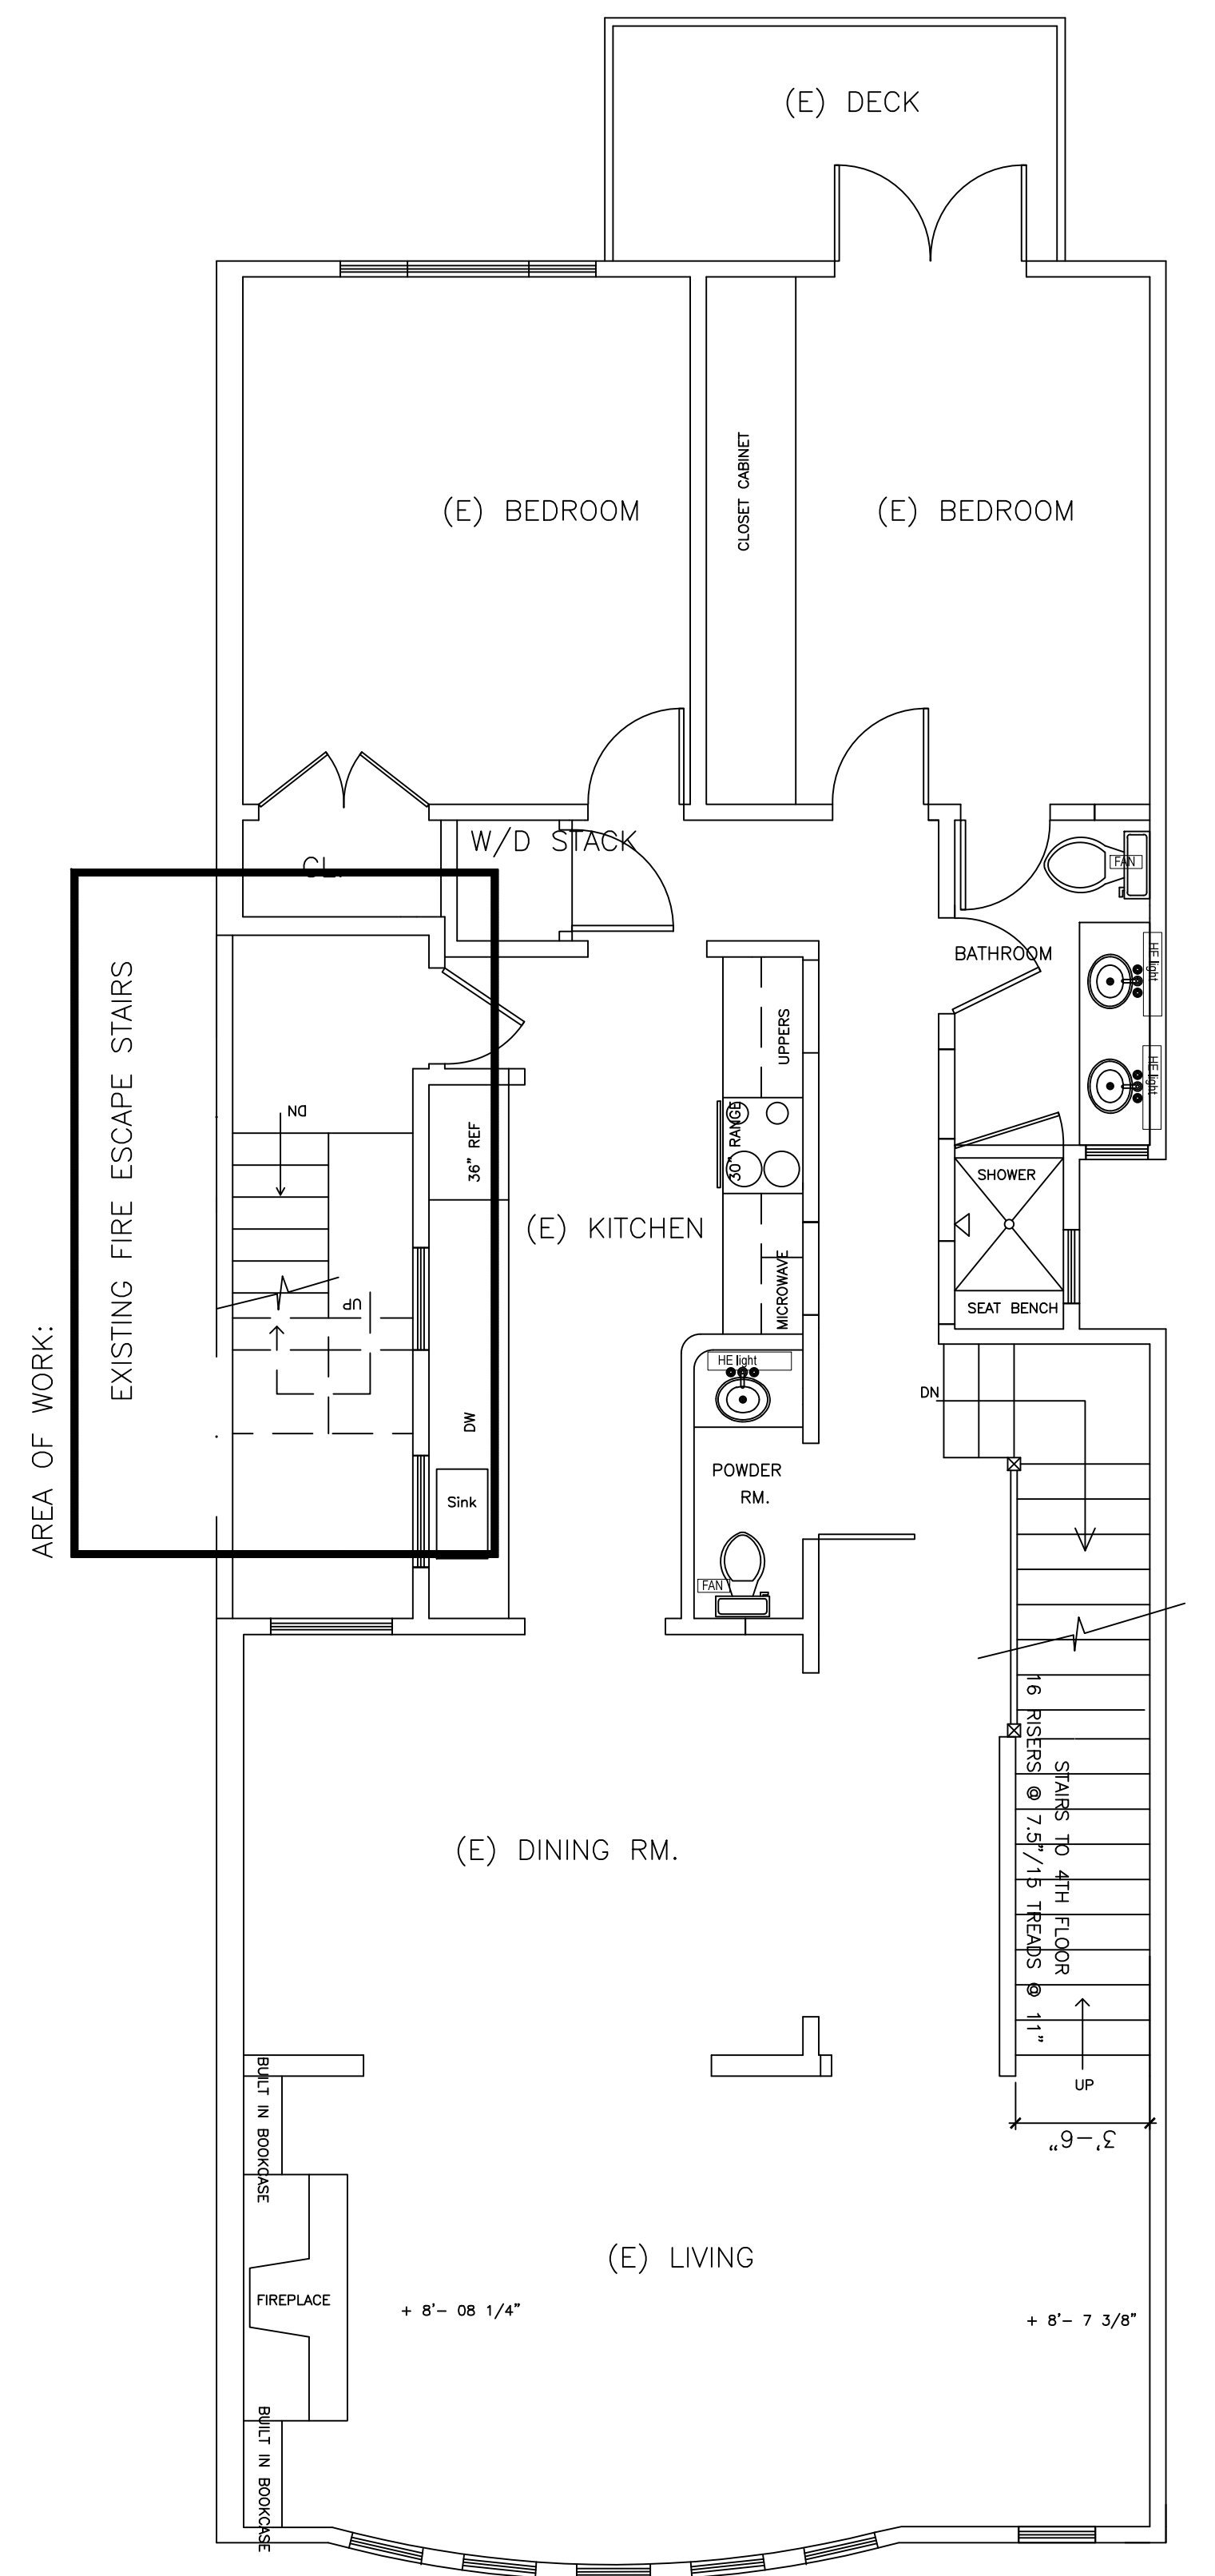 (E) DECK
(E) BEDROOM
CLOSET CABINET
(E) BEDROOM
W/D STACK
CL.
FAN
BATHROOM
HE light
HE light
AREA OF WORK:
EXISTING FIRE ESCAPE STAIRS
DN
UP
36" REF
(E) KITCHEN
UPPERS
30" RANGE
MICROWAVE
SHOWER
SEAT BENCH
HE light
DW
Sink
DN
POWDER
RM.
FAN
STAIRS TO 4TH FLOOR
16 RISERS @ 7.5"/15 TREADS @ 11"
(E) DINING RM.
UP
3'-6"
BUILT IN BOOKCASE
(E) LIVING
FIREPLACE
+ 8'- 08 1/4"
+ 8'- 7 3/8"
BUILT IN BOOKCASE